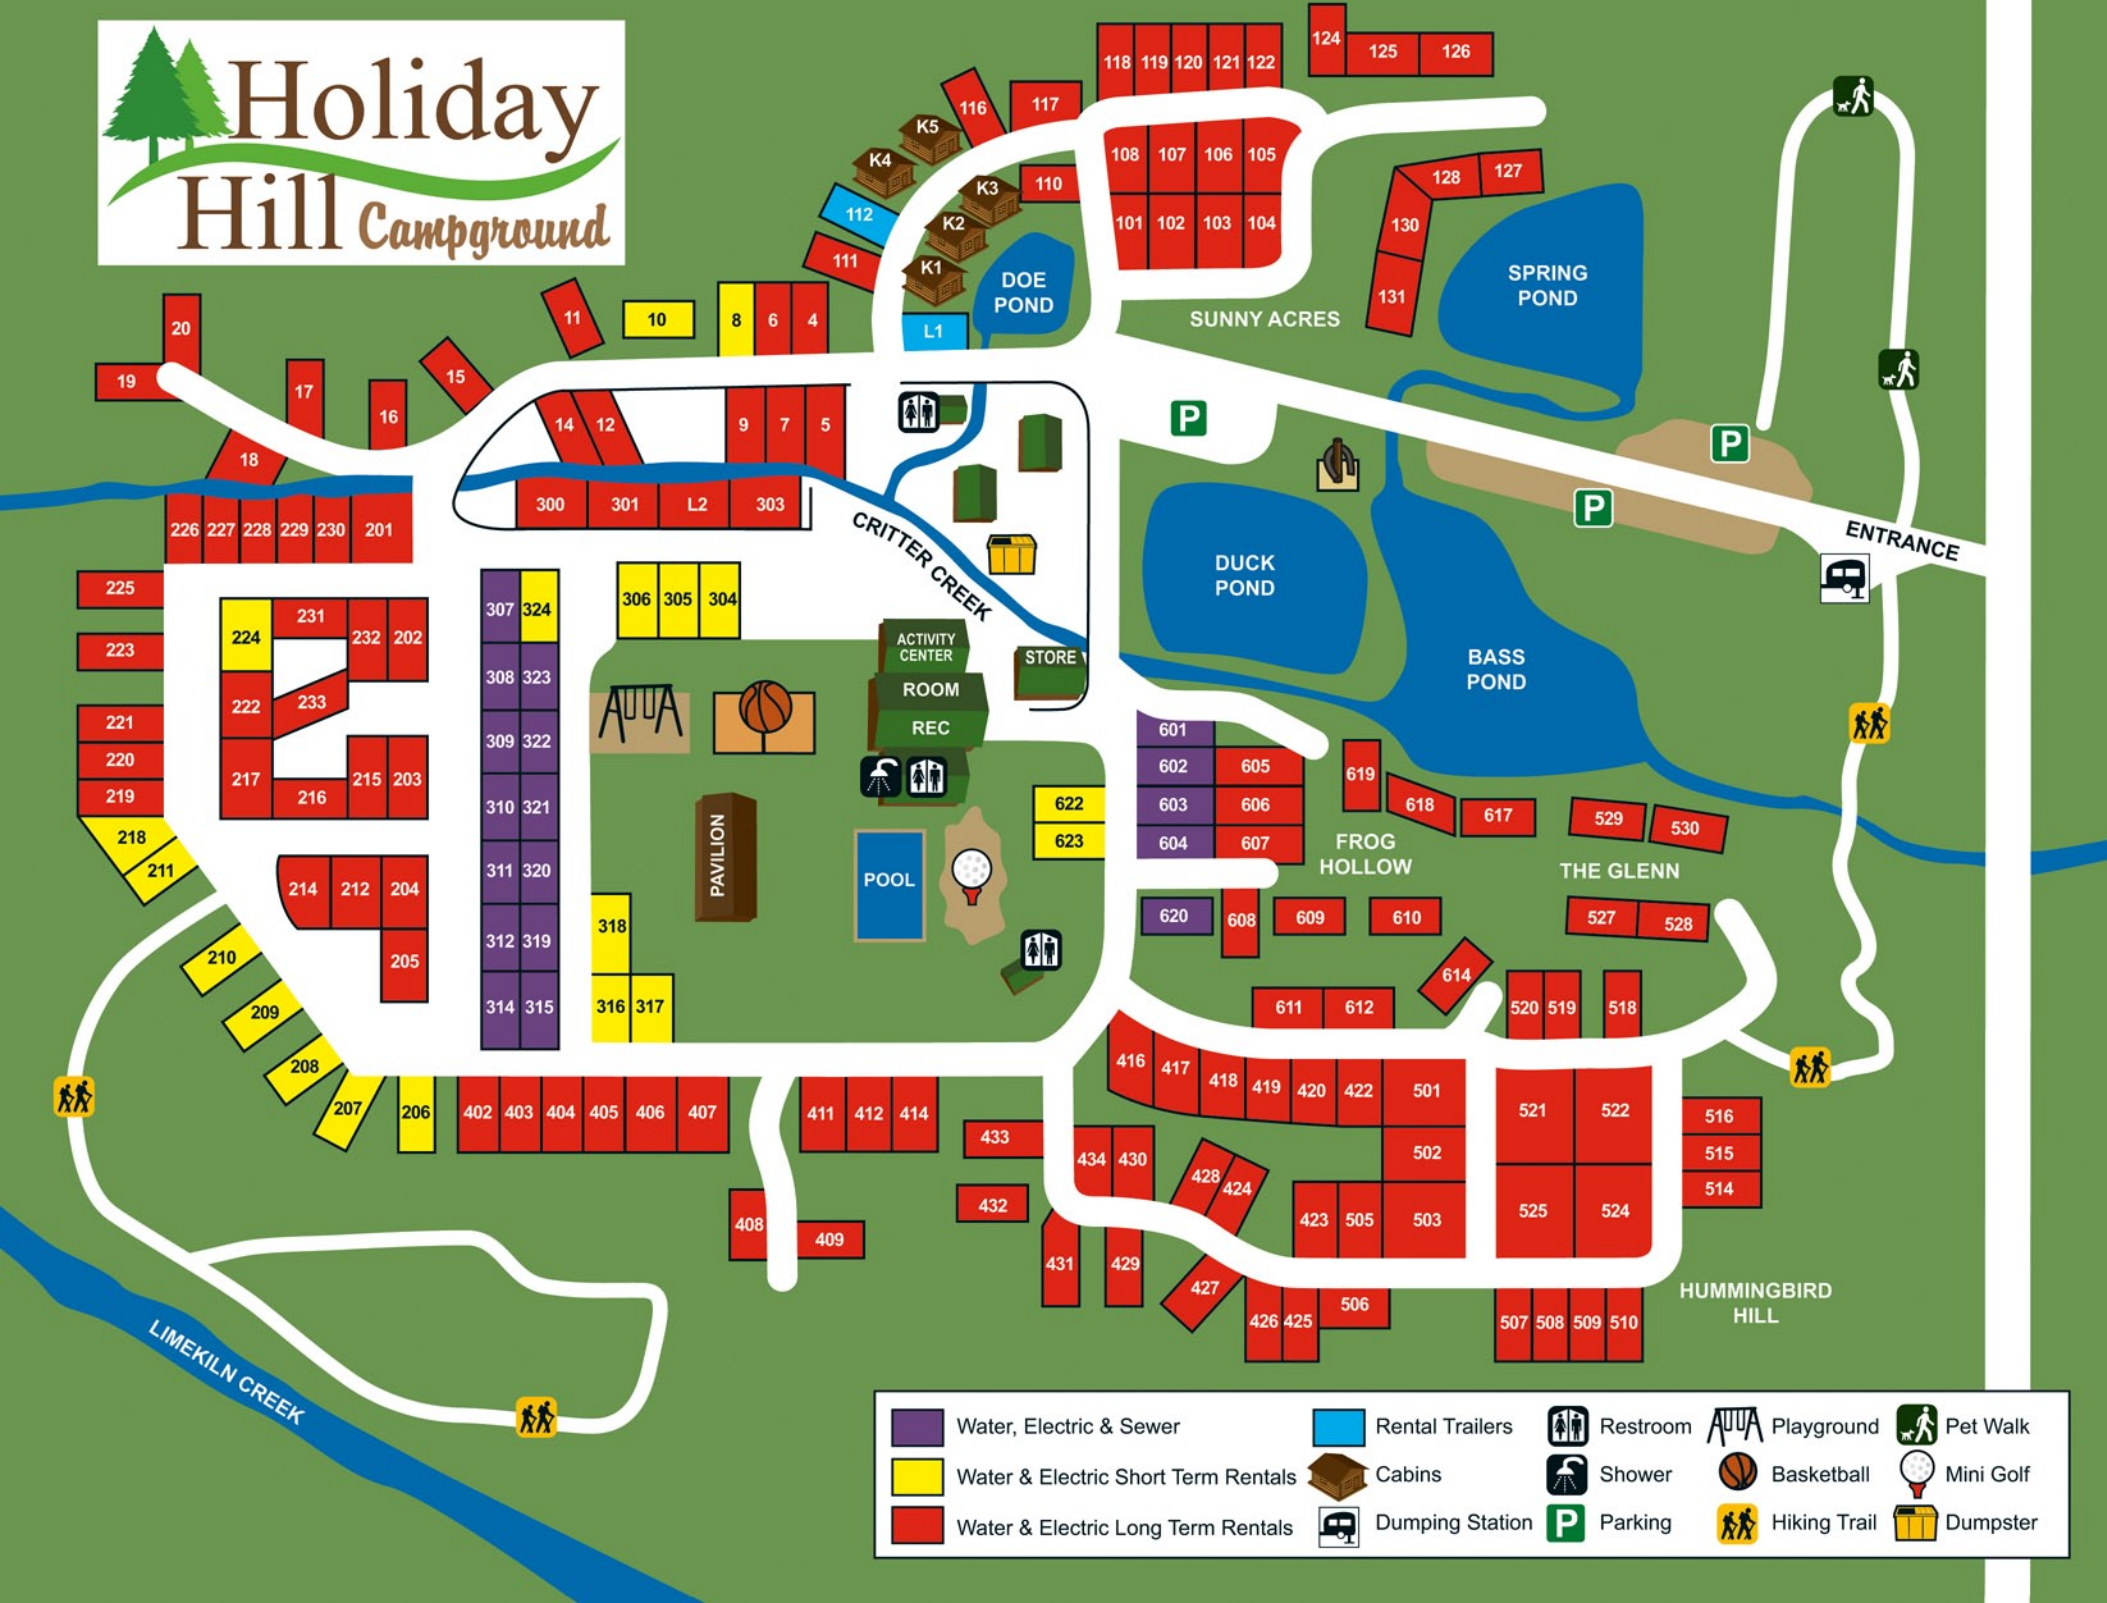 Holiday
Hill Campground
118 119 120 121 122
124
125
126
116
117
K5
K4
K3
K2
K1
112
111
110
L1
108 107 106 105
101 102 103 104
128
127
130
131
DOE
POND
SPRING
POND
SUNNY ACRES
20
19
17
16
15
18
11
10
8
6
4
14
12
9
7
5
P
P
P
300
301
L2
303
CRITTER CREEK
226 227 228 229 230 201
ENTRANCE
DUCK
POND
BASS
POND
225
223
221
220
219
218
211
224
231
232
202
222
233
217
216
215
203
214
212
204
205
307 324
308 323
309 322
310 321
311 320
312 319
314 315
306 305 304
ACTIVITY
CENTER
ROOM
REC
STORE
PAVILION
POOL
318
316 317
622
623
601
602
603
604
605
606
607
619
618
617
529
530
FROG
HOLLOW
THE GLENN
620
608
609
610
527
528
614
611
612
520 519
518
210
209
208
207
206
402 403 404 405 406 407
411 412 414
408
409
433
432
434 430
431
429
416
417
418
419
420
422
501
502
503
428
424
423
505
427
426 425
506
521
522
525
524
516
515
514
507 508 509 510
HUMMINGBIRD
HILL
LIMEKILN CREEK
Water, Electric & Sewer
Water & Electric Short Term Rentals
Water & Electric Long Term Rentals
Rental Trailers
Cabins
Dumping Station
Restroom
Shower
P Parking
Playground
Basketball
Hiking Trail
Pet Walk
Mini Golf
Dumpster